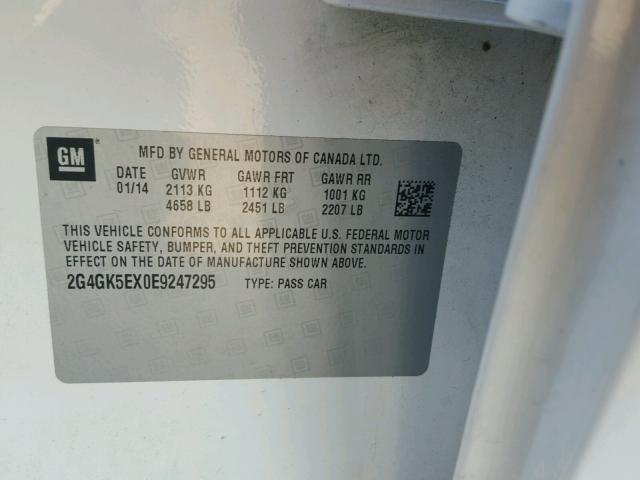 GM
MFD BY GENERAL MOTORS OF CANADA LTD.
DATE GVWR GAWR FRT GAWR RR
01/14 2113 KG 1112 KG 1001 KG
4658 LB 2451 LB 2207 LB
THIS VEHICLE CONFORMS TO ALL APPLICABLE U.S. FEDERAL MOTOR
VEHICLE SAFETY, BUMPER, AND THEFT PREVENTION STANDARDS IN
EFFECT ON THE DATE OF MANUFACTURE SHOWN ABOVE.
2G4GK5EX0E9247295 TYPE: PASS CAR